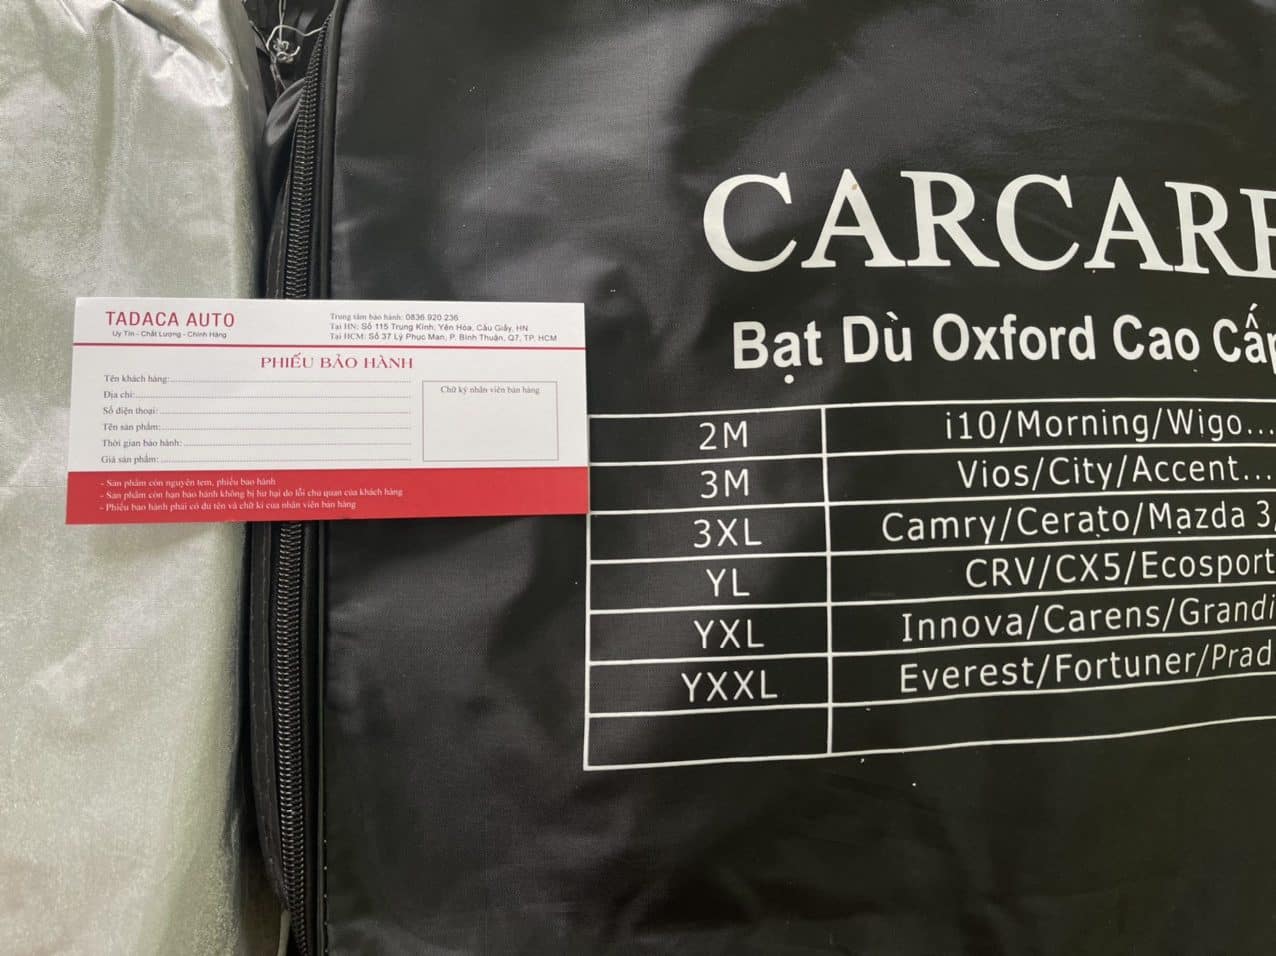 TADACA AUTO
Uy Tín - Chất Lượng - Chính Hãng
Trung tâm bảo hành: 0836.920.236
Tại HN: Số 115 Trung Kính, Yên Hòa, Cầu Giấy, HN
Tại HCM: Số 37 Lý Phục Man, P. Bình Thuận, Q7, TP, HCM
PHIẾU BẢO HÀNH
Tên khách hàng:
Địa chỉ:
Số điện thoại:
Tên sản phẩm:
Thời gian bảo hành:
Giá sản phẩm:
Chữ ký nhân viên bán hàng
- Sản phẩm còn nguyên tem, phiếu bảo hành
- Sản phẩm còn hạn bảo hành không bị hư hại do lỗi chủ quan của khách hàng
- Phiếu bảo hành phải có đủ tên và chữ kí của nhân viên bán hàng
CARCARE
Bạt Dù Oxford Cao Cấp
2M i10/Morning/Wigo...
3M Vios/City/Accent...
3XL Camry/Cerato/Mazda 3
YL CRV/CX5/Ecosport
YXL Innova/Carens/Grandi
YXXL Everest/Fortuner/Prad